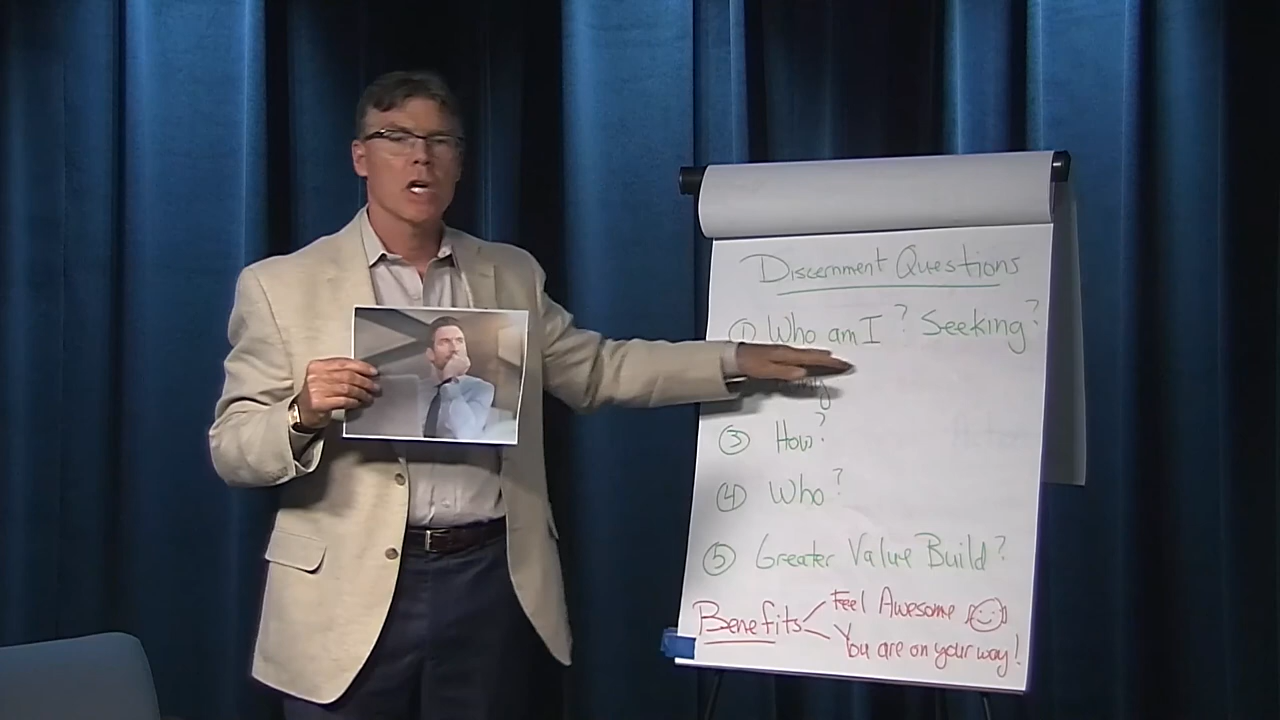 Discernment Questions
① Who am I? Seeking?
③ How?
④ Who?
⑤ Greater Value Build?
Benefits < Feel Awesome
You are on your way!